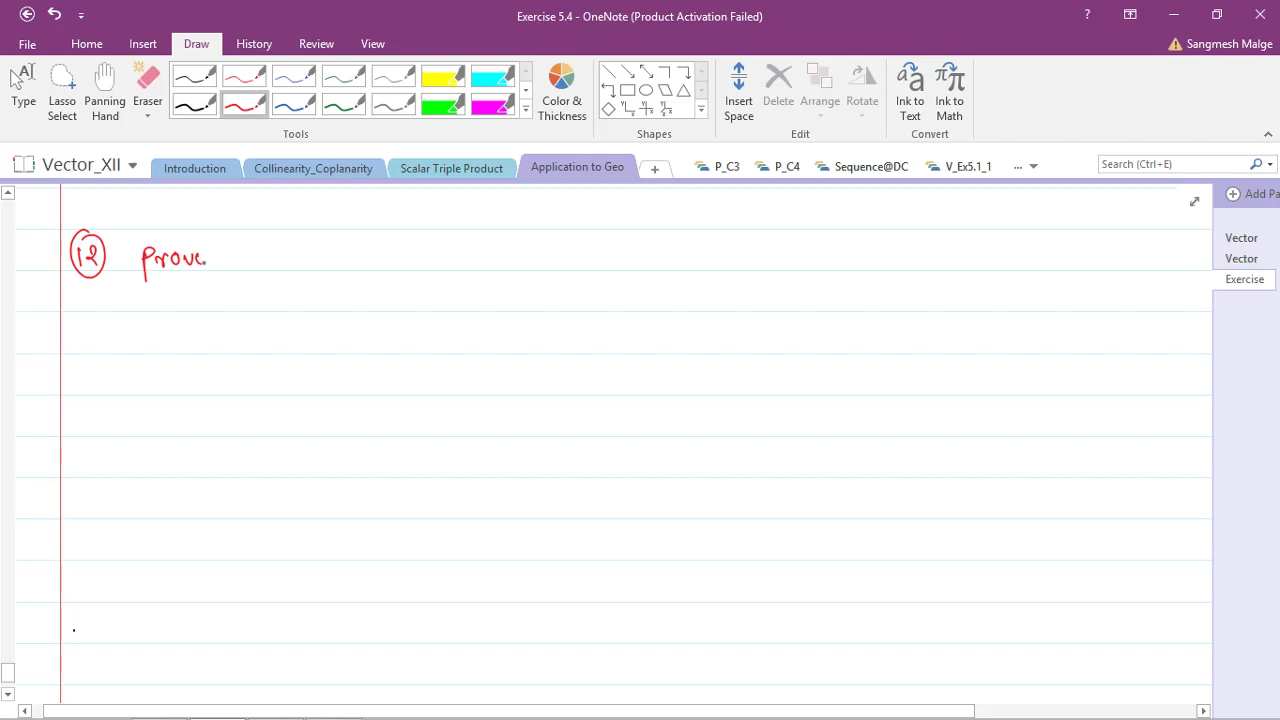 Exercise 5.4 - OneNote (Product Activation Failed)
?
File Home Insert Draw History Review View Sangmesh Malge
Type
Lasso Select
Panning Hand
Eraser
Color & Thickness
Insert Space
Delete
Arrange
Rotate
Ink to Text
Ink to Math
Tools Shapes Edit Convert
Vector_XII Introduction Collinearity_Coplanarity Scalar Triple Product Application to Geo P_C3 P_C4 Sequence@DC V_Ex5.1_1 ... Search (Ctrl+E)
Add Pa
Vector
Vector
Exercise
12 Prove